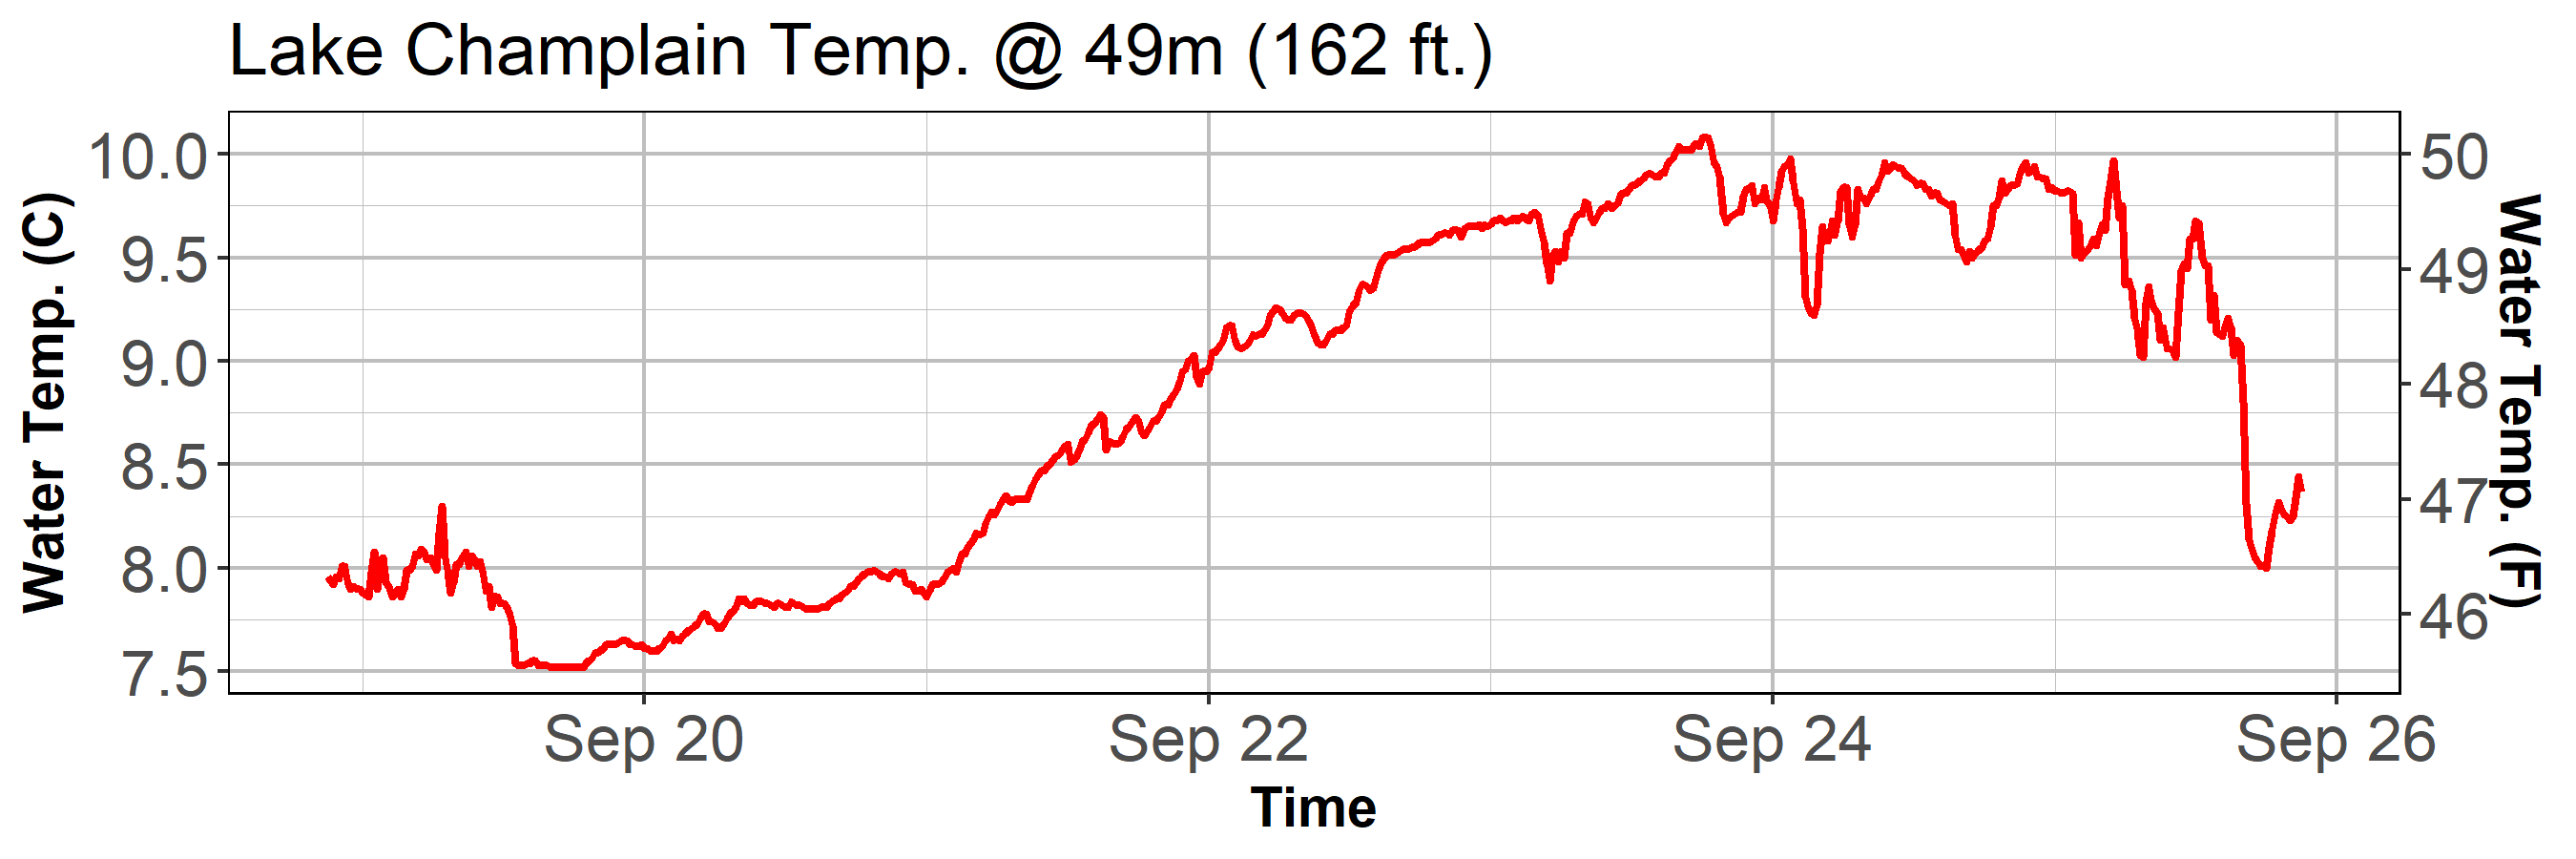 Lake Champlain Temp. @ 49m (162 ft.)
Water Temp. (C)
10.0
9.5
9.0
8.5
8.0
7.5
50
49
48
47
46
Water Temp. (F)
Sep 20 Sep 22 Sep 24 Sep 26
Time